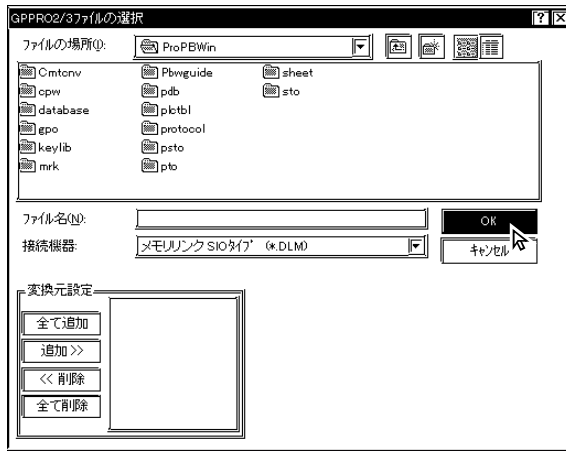 GPPRO2/3ﾌｧｲﾙの選択
ﾌｧｲﾙの場所(I):
ProPBWin
Cmtconv
cpw
database
gpo
keylib
mrk
Pbwguide
pdb
plctbl
protocol
psto
pto
sheet
sto
ﾌｧｲﾙ名(N):
OK
接続機器:
メモリリンク SIOﾀｲﾌﾟ (*.DLM)
ｷｬﾝｾﾙ
変換元設定
全て追加
追加 >>
<< 削除
全て削除